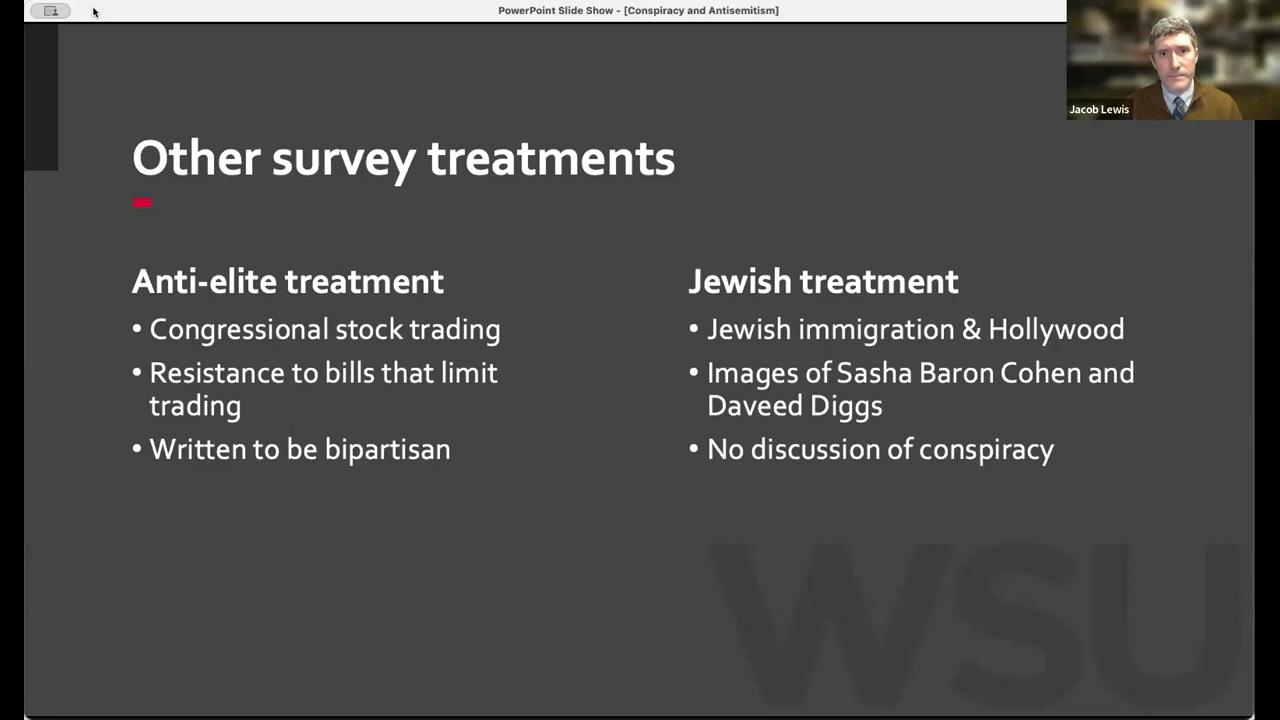 PowerPoint Slide Show - [Conspiracy and Antisemitism]
Jacob Lewis
Other survey treatments
Anti-elite treatment
• Congressional stock trading
• Resistance to bills that limit
trading
• Written to be bipartisan
Jewish treatment
• Jewish immigration & Hollywood
• Images of Sasha Baron Cohen and
Daveed Diggs
• No discussion of conspiracy
WSU